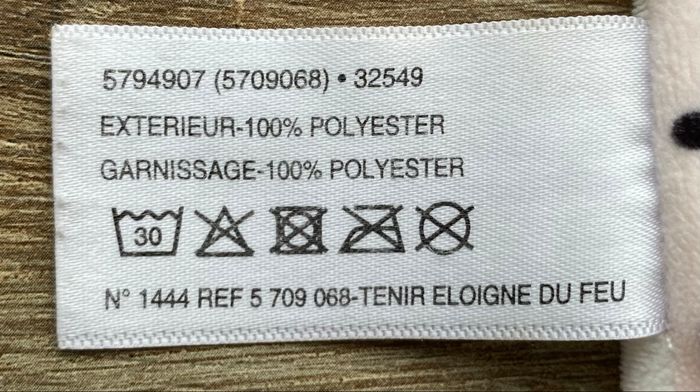 5794907 (5709068) • 32549
EXTERIEUR-100% POLYESTER
GARNISSAGE-100% POLYESTER
30
N° 1444 REF 5 709 068-TENIR ELOIGNE DU FEU